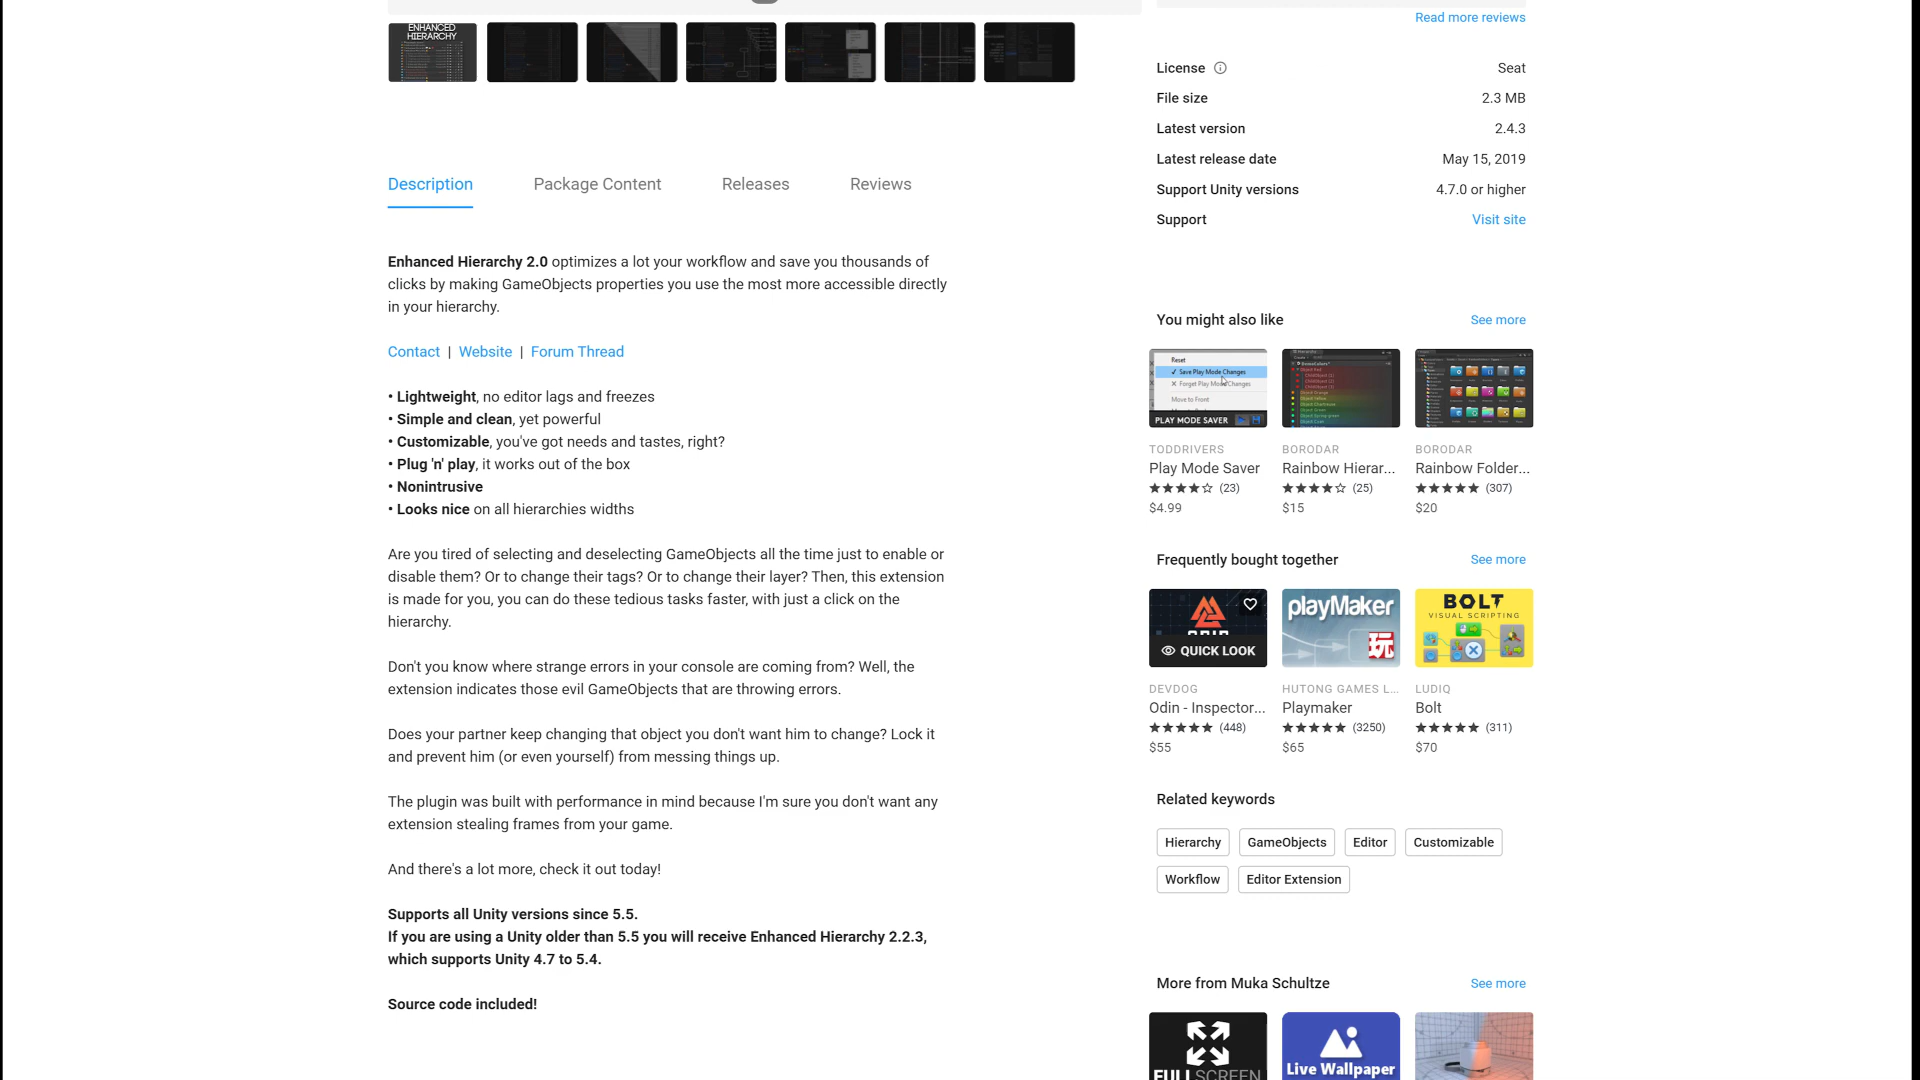 ENHANCED
HIERARCHY
Read more reviews
License Seat
File size 2.3 MB
Latest version 2.4.3
Latest release date May 15, 2019
Support Unity versions 4.7.0 or higher
Support Visit site
Description Package Content Releases Reviews
Enhanced Hierarchy 2.0 optimizes a lot your workflow and save you thousands of
clicks by making GameObjects properties you use the most more accessible directly
in your hierarchy.
Contact | Website | Forum Thread
• Lightweight, no editor lags and freezes
• Simple and clean, yet powerful
• Customizable, you've got needs and tastes, right?
• Plug 'n' play, it works out of the box
• Nonintrusive
• Looks nice on all hierarchies widths
Are you tired of selecting and deselecting GameObjects all the time just to enable or
disable them? Or to change their tags? Or to change their layer? Then, this extension
is made for you, you can do these tedious tasks faster, with just a click on the
hierarchy.
Don't you know where strange errors in your console are coming from? Well, the
extension indicates those evil GameObjects that are throwing errors.
Does your partner keep changing that object you don't want him to change? Lock it
and prevent him (or even yourself) from messing things up.
The plugin was built with performance in mind because I'm sure you don't want any
extension stealing frames from your game.
And there's a lot more, check it out today!
Supports all Unity versions since 5.5.
If you are using a Unity older than 5.5 you will receive Enhanced Hierarchy 2.2.3,
which supports Unity 4.7 to 5.4.
Source code included!
You might also like See more
Reset
✓ Save Play Mode Changes
✕ Forget Play Mode Changes
Move to Front
PLAY MODE SAVER
TODDRIVERS BORODAR BORODAR
Play Mode Saver Rainbow Hierar... Rainbow Folder...
★★★★☆ (23) ★★★★☆ (25) ★★★★★ (307)
$4.99 $15 $20
Frequently bought together See more
QUICK LOOK
playMaker
玩
BOLT
VISUAL SCRIPTING
DEVDOG HUTONG GAMES L... LUDIQ
Odin - Inspector... Playmaker Bolt
★★★★★ (448) ★★★★★ (3250) ★★★★★ (311)
$55 $65 $70
Related keywords
Hierarchy GameObjects Editor Customizable
Workflow Editor Extension
More from Muka Schultze See more
FULLSCREEN
Live Wallpaper